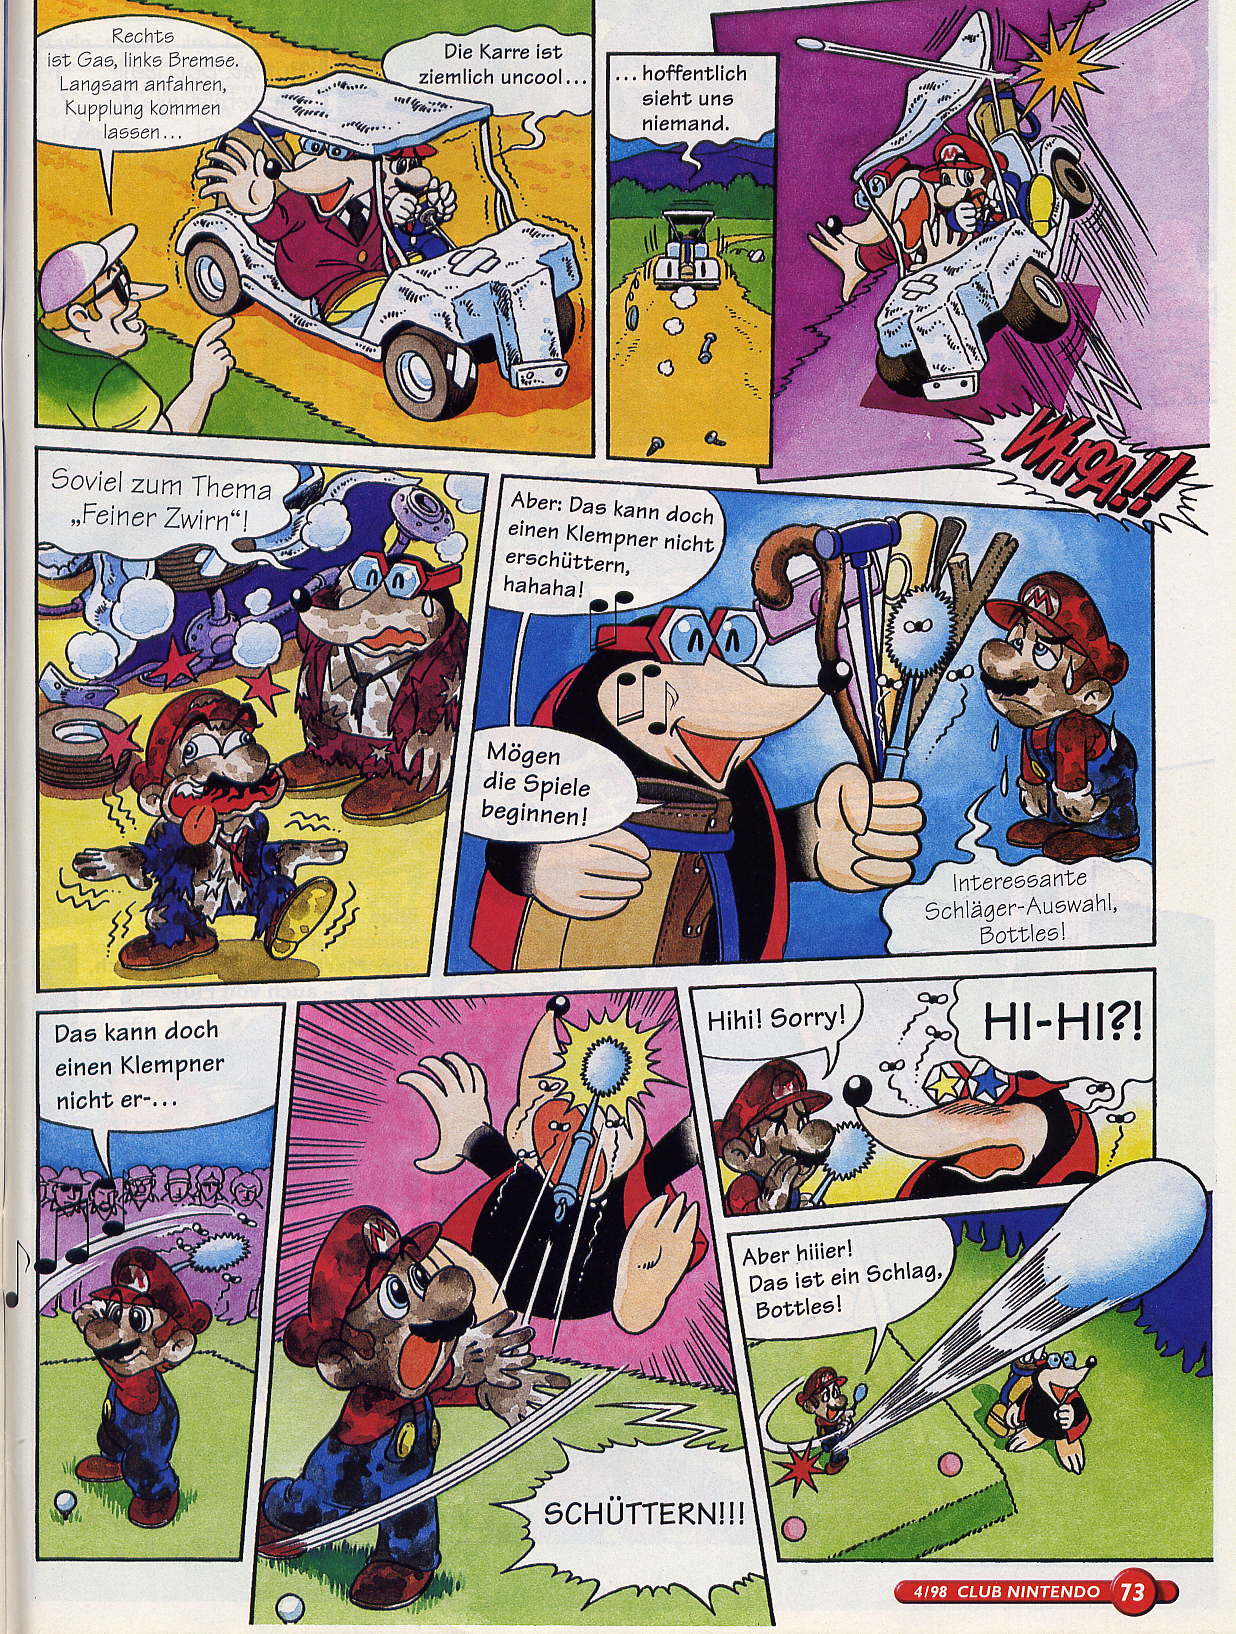 Rechts
ist Gas, links Bremse.
Langsam anfahren,
Kupplung kommen
lassen...
Die Karre ist
ziemlich uncool...
...hoffentlich
sieht uns
niemand.
WHOA!!
Soviel zum Thema
„Feiner Zwirn“!
Aber: Das kann doch
einen Klempner nicht
erschüttern,
hahaha!
Mögen
die Spiele
beginnen!
M
Interessante
Schläger-Auswahl,
Bottles!
Das kann doch
einen Klempner
nicht er-...
M
SCHÜTTERN!!!
Hihi! Sorry!
HI-HI?!
Aber hiiier!
Das ist ein Schlag,
Bottles!
4/98 CLUB NINTENDO 73